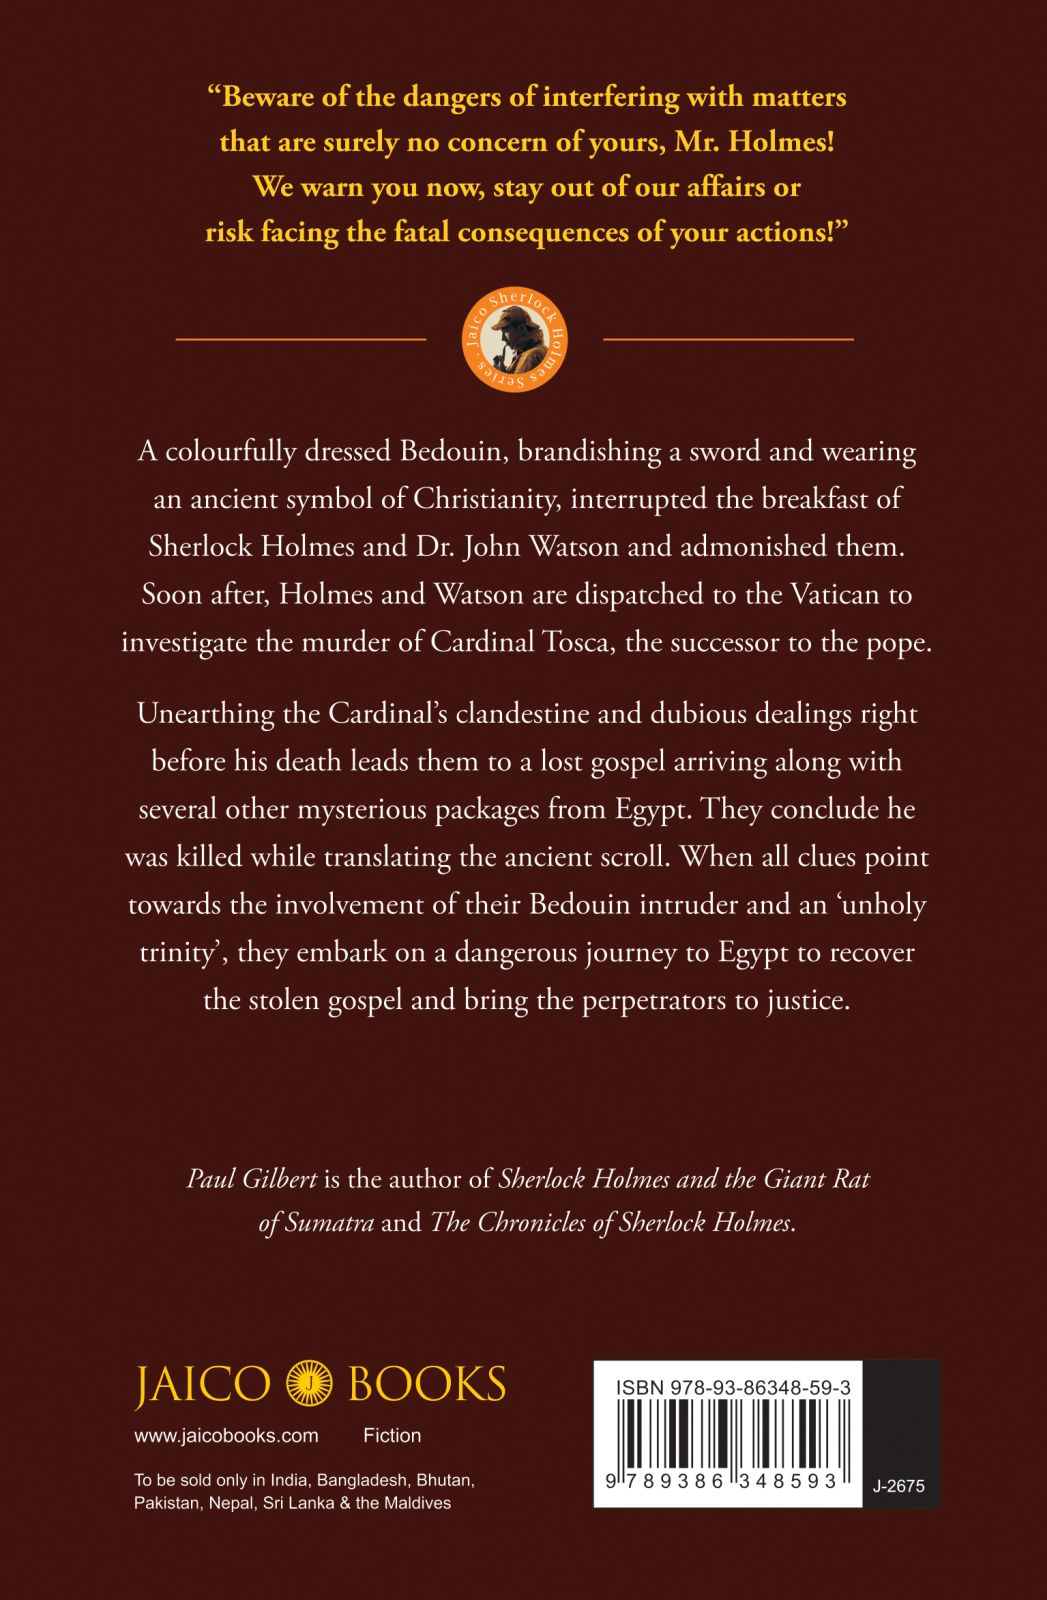 “Beware of the dangers of interfering with matters
that are surely no concern of yours, Mr. Holmes!
We warn you now, stay out of our affairs or
risk facing the fatal consequences of your actions!”
Jaico Sherlock Holmes Series .
A colourfully dressed Bedouin, brandishing a sword and wearing
an ancient symbol of Christianity, interrupted the breakfast of
Sherlock Holmes and Dr. John Watson and admonished them.
Soon after, Holmes and Watson are dispatched to the Vatican to
investigate the murder of Cardinal Tosca, the successor to the pope.
Unearthing the Cardinal’s clandestine and dubious dealings right
before his death leads them to a lost gospel arriving along with
several other mysterious packages from Egypt. They conclude he
was killed while translating the ancient scroll. When all clues point
towards the involvement of their Bedouin intruder and an ‘unholy
trinity’, they embark on a dangerous journey to Egypt to recover
the stolen gospel and bring the perpetrators to justice.
Paul Gilbert is the author of Sherlock Holmes and the Giant Rat
of Sumatra and The Chronicles of Sherlock Holmes.
JAICO J BOOKS
www.jaicobooks.com Fiction
To be sold only in India, Bangladesh, Bhutan,
Pakistan, Nepal, Sri Lanka & the Maldives
ISBN 978-93-86348-59-3
9 789386 348593
J-2675